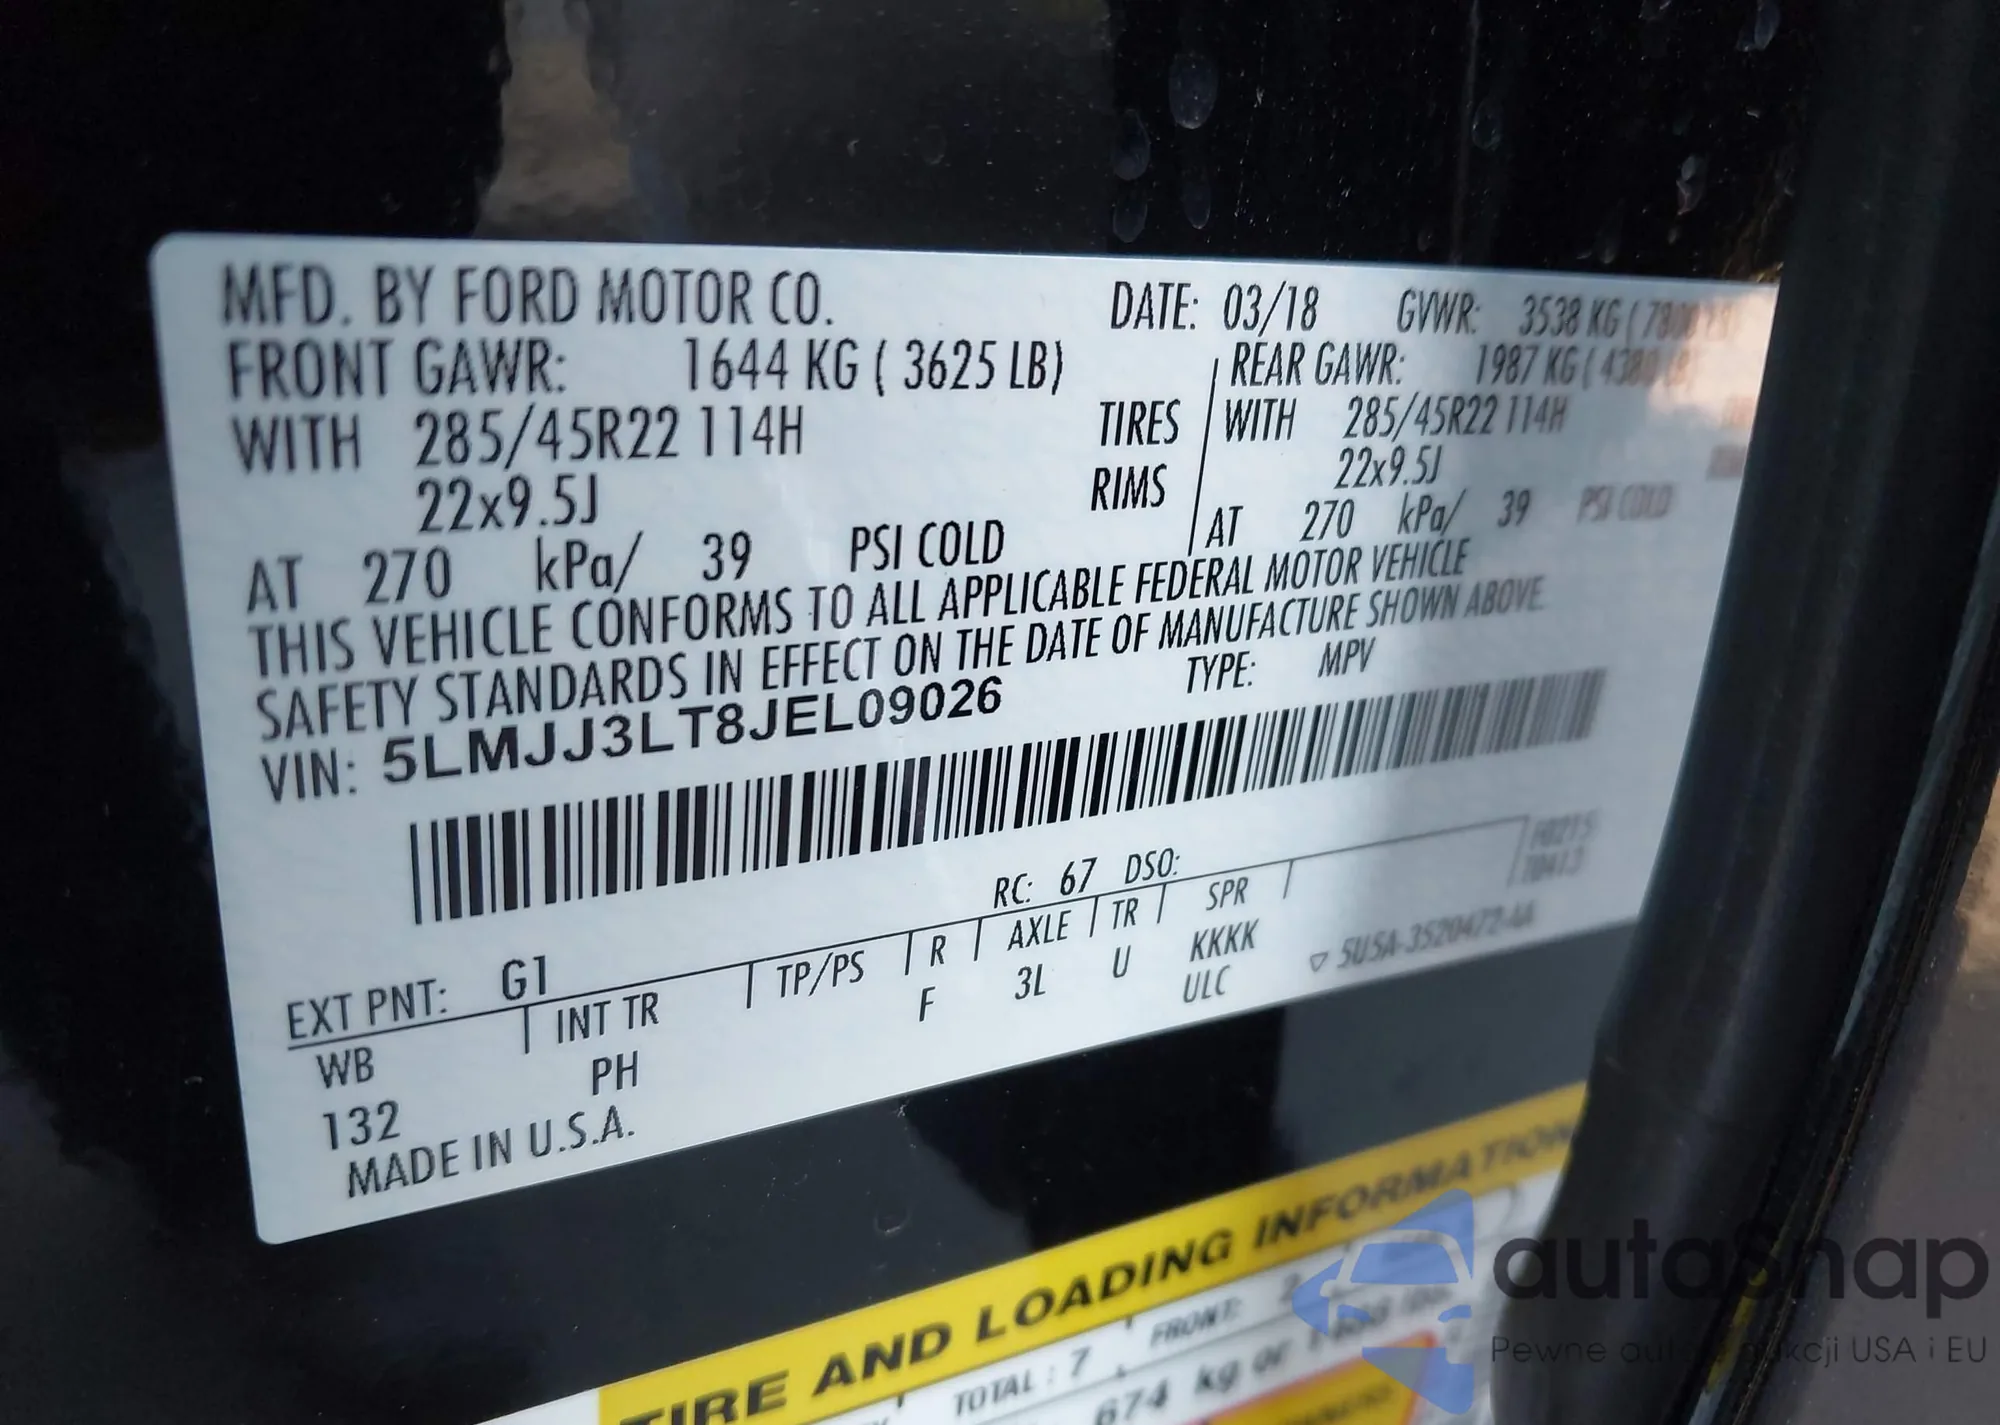 MFD. BY FORD MOTOR CO. DATE: 03/18 GVWR: 3538 KG
FRONT GAWR: 1644 KG ( 3625 LB) REAR GAWR: 1987 KG
WITH 285/45R22 114H TIRES WITH 285/45R22 114H
22x9.5J RIMS 22x9.5J
AT 270 kPa/ 39 PSI COLD AT 270 kPa/ 39 PSI COLD
THIS VEHICLE CONFORMS TO ALL APPLICABLE FEDERAL MOTOR VEHICLE
SAFETY STANDARDS IN EFFECT ON THE DATE OF MANUFACTURE SHOWN ABOVE
VIN: 5LMJJ3LT8JEL09026 TYPE: MPV
RC: 67 DSO:
EXT PNT: G1
WB INT TR TP/PS R AXLE TR SPR
132 PH F 3L U KKKK
ULC
MADE IN U.S.A.
TIRE AND LOADING INFORMATION
TOTAL : 7 FRONT: 2
674 kg or
autasnap
USA i EU